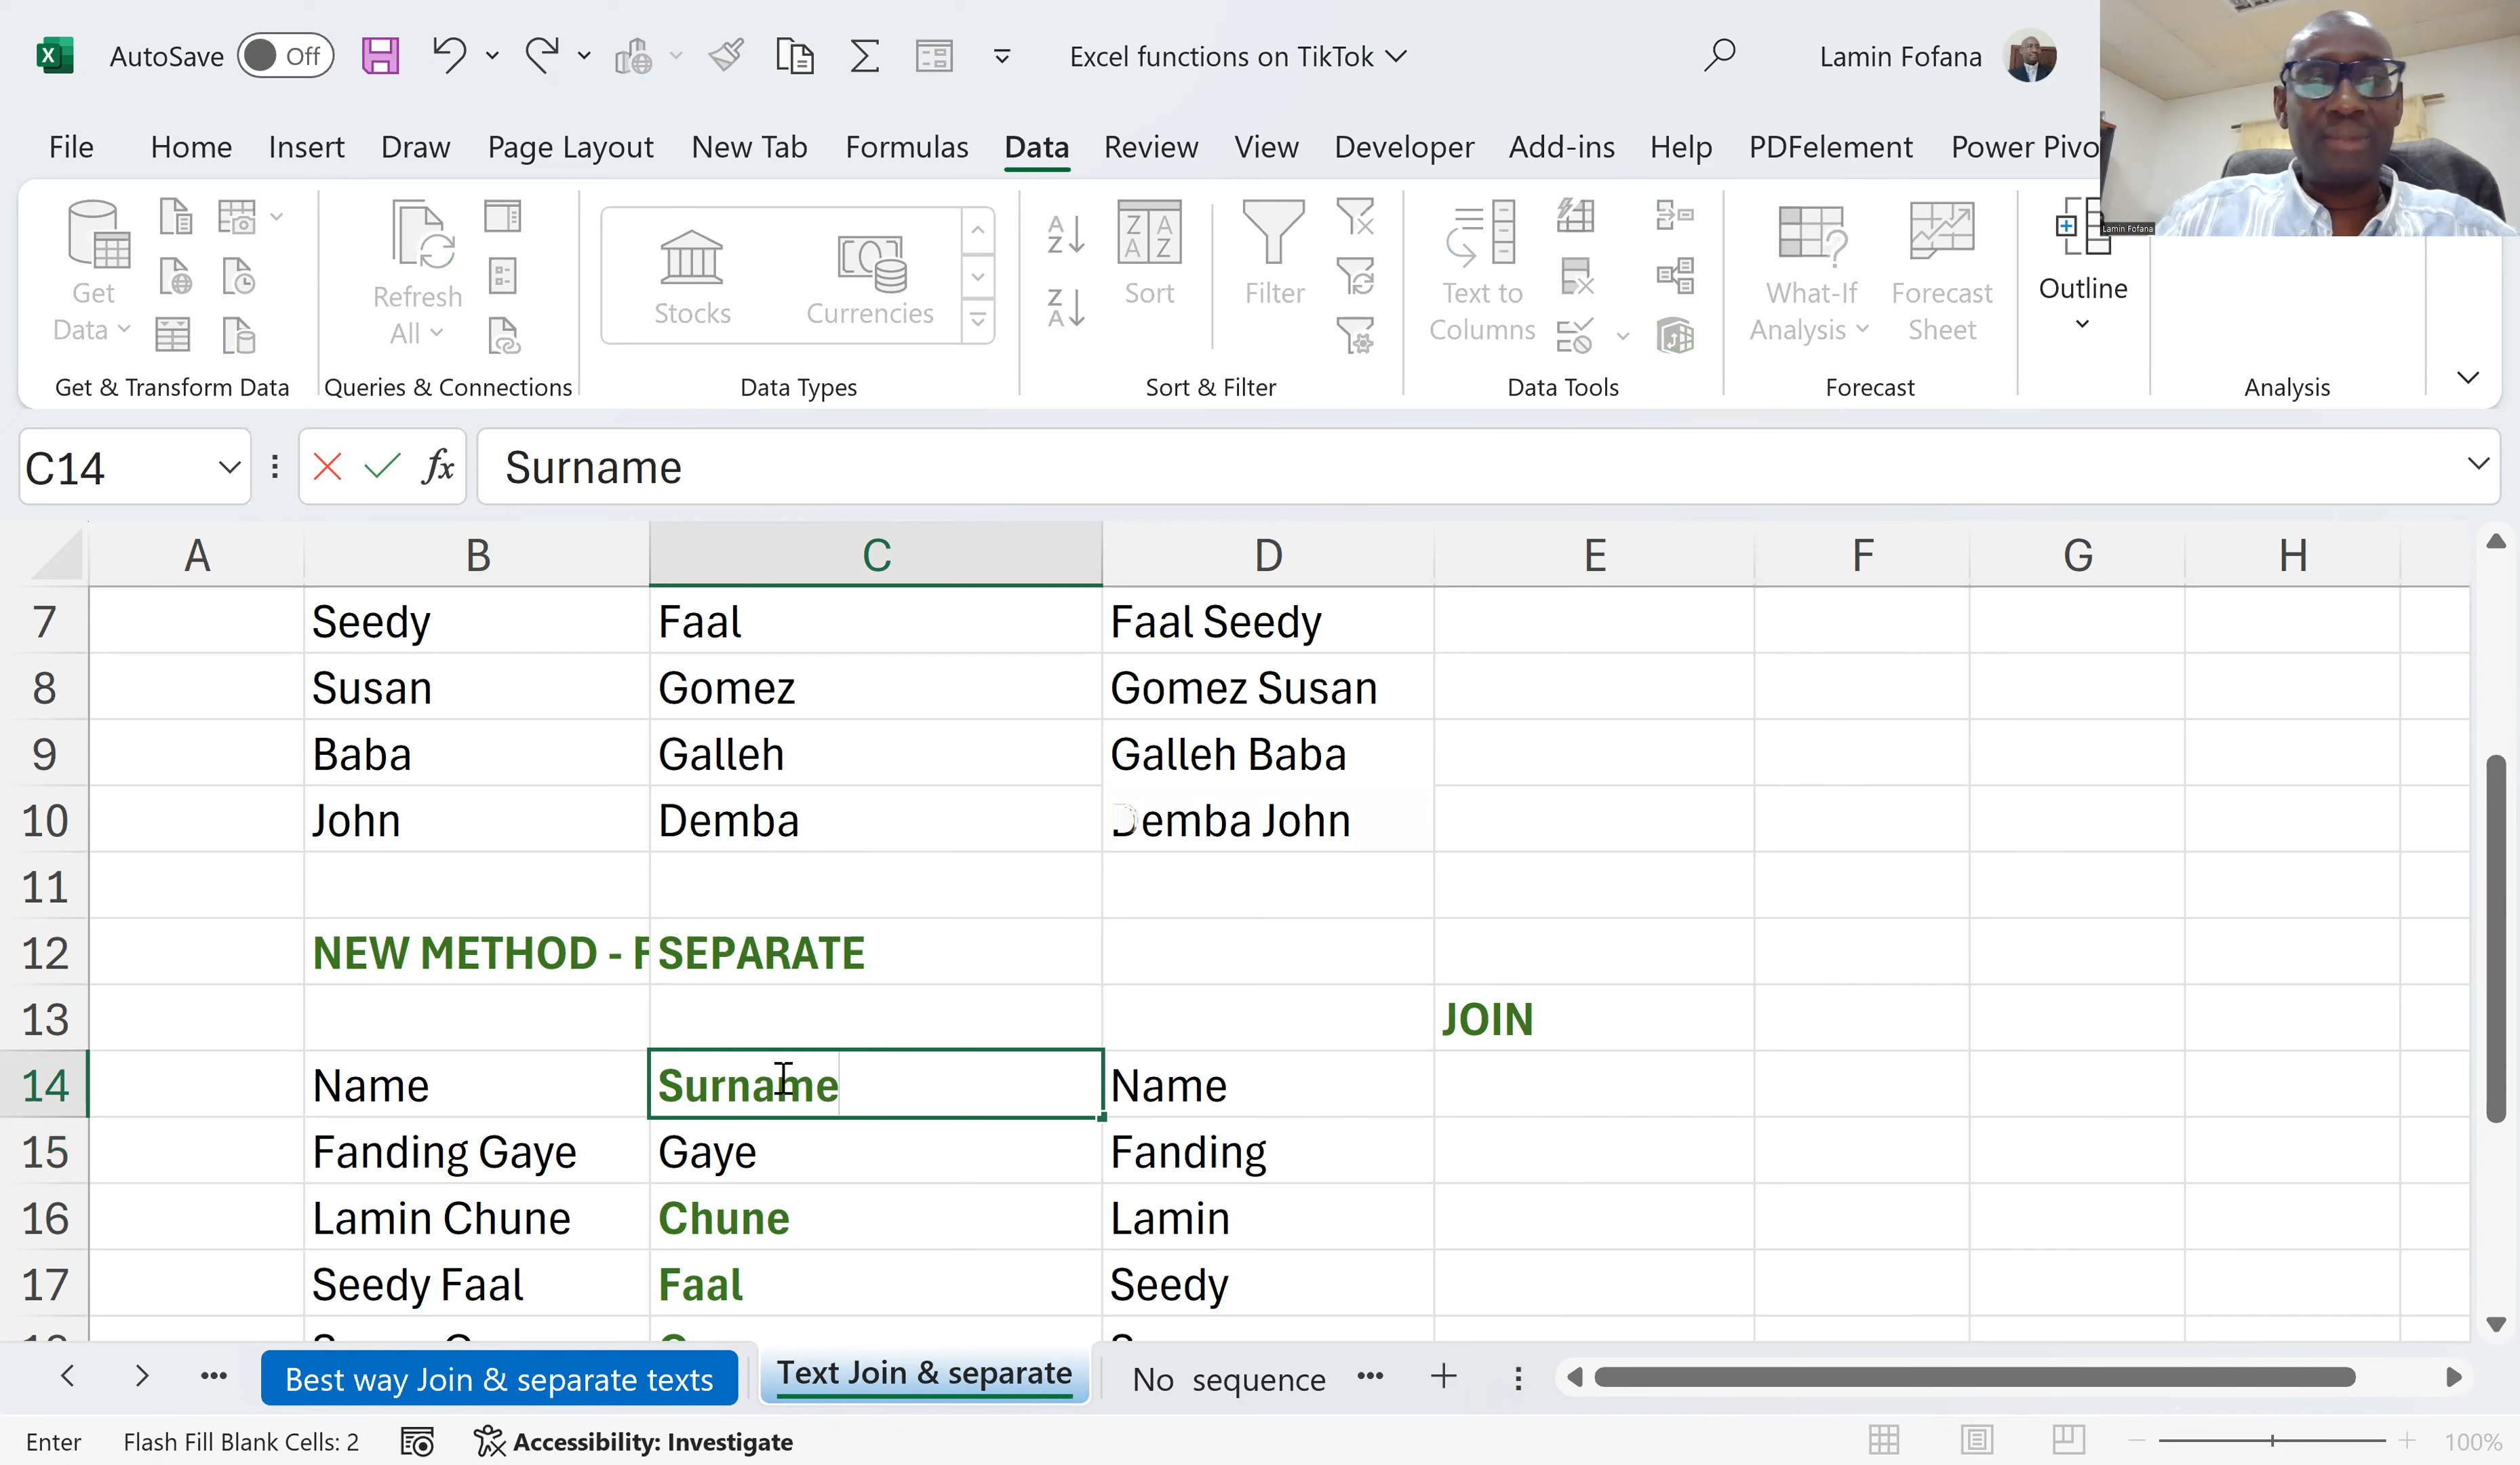 AutoSave Off Excel functions on TikTok Lamin Fofana
File Home Insert Draw Page Layout New Tab Formulas Data Review View Developer Add-ins Help PDFelement Power Pivo
Lamin Fofana
Get Data
Refresh All
Stocks
Currencies
Sort
Filter
Text to Columns
What-If Analysis
Forecast Sheet
Outline
Get & Transform Data Queries & Connections Data Types Sort & Filter Data Tools Forecast Analysis
C14 fx Surname
A B C D E F G H
7 Seedy Faal Faal Seedy
8 Susan Gomez Gomez Susan
9 Baba Galleh Galleh Baba
10 John Demba Demba John
11
12 NEW METHOD - F SEPARATE
13 JOIN
14 Name Surname Name
15 Fanding Gaye Gaye Fanding
16 Lamin Chune Chune Lamin
17 Seedy Faal Faal Seedy
Best way Join & separate texts Text Join & separate No sequence
Enter Flash Fill Blank Cells: 2 Accessibility: Investigate 100%